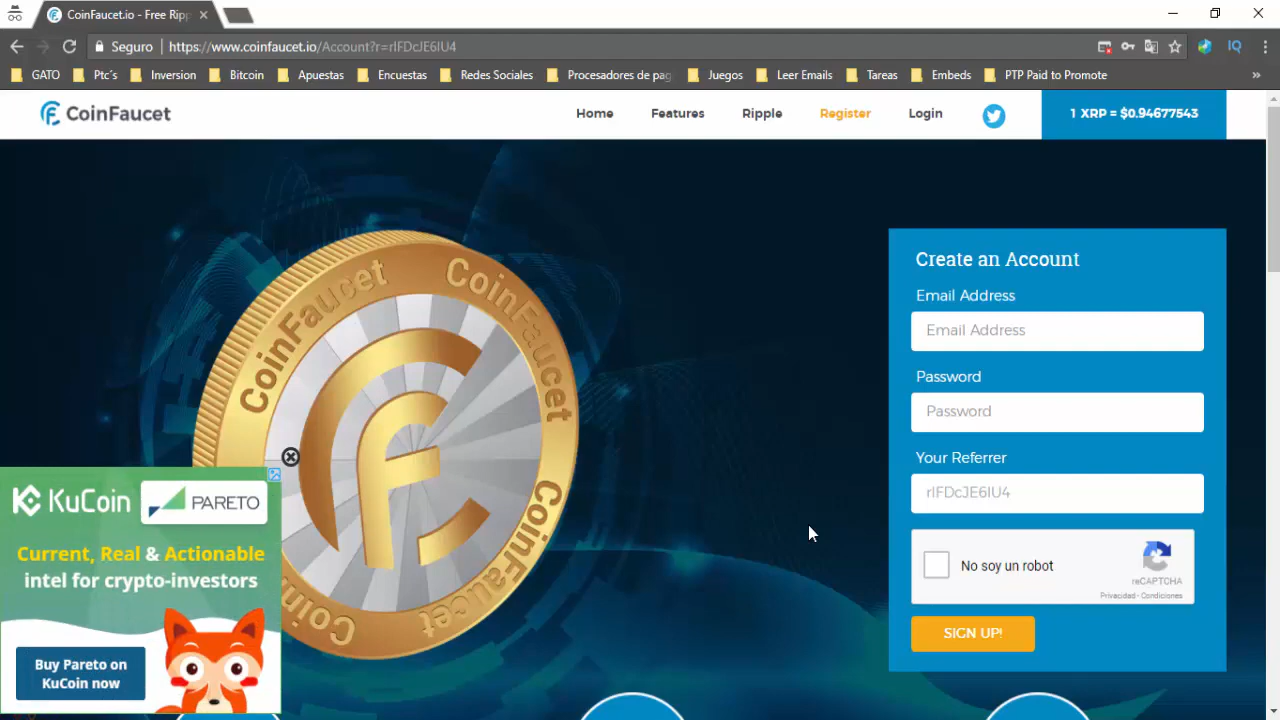 CoinFaucet.io - Free Ripp
Seguro
https://www.coinfaucet.io/Account?r=rIFDcJE6IU4
IQ
GATO
Ptc's
Inversion
Bitcoin
Apuestas
Encuestas
Redes Sociales
Procesadores de pag
Juegos
Leer Emails
Tareas
Embeds
PTP Paid to Promote
CoinFaucet
Home
Features
Ripple
Register
Login
1 XRP = $0.94677543
CoinFaucet
CoinFaucet
CoinFaucet
Create an Account
Email Address
Email Address
Password
Password
Your Referrer
rIFDcJE6IU4
No soy un robot
reCAPTCHA
Privacidad - Condiciones
SIGN UP!
KuCoin
PARETO
Current, Real & Actionable
intel for crypto-investors
Buy Pareto on
KuCoin now